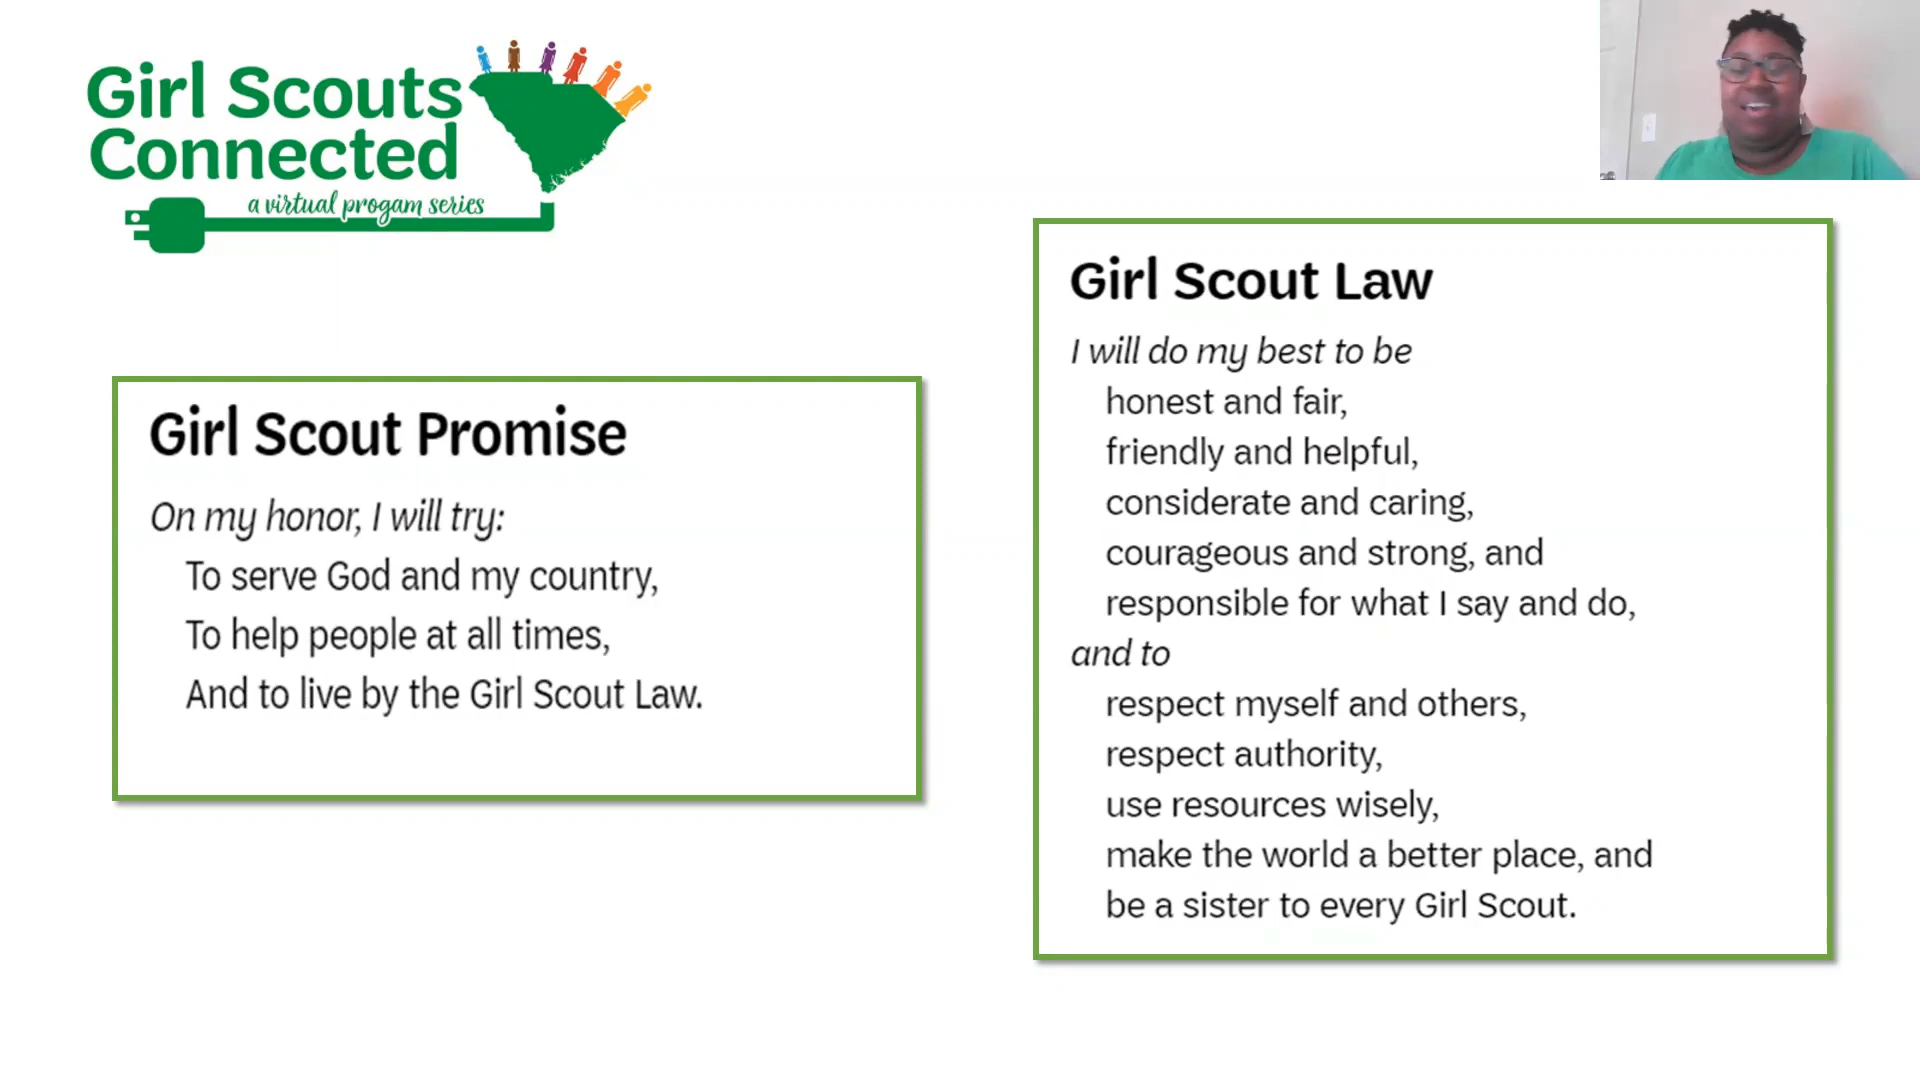 Girl Scouts
Connected
a virtual progam series
Girl Scout Promise
On my honor, I will try:
To serve God and my country,
To help people at all times,
And to live by the Girl Scout Law.
Girl Scout Law
I will do my best to be
honest and fair,
friendly and helpful,
considerate and caring,
courageous and strong, and
responsible for what I say and do,
and to
respect myself and others,
respect authority,
use resources wisely,
make the world a better place, and
be a sister to every Girl Scout.